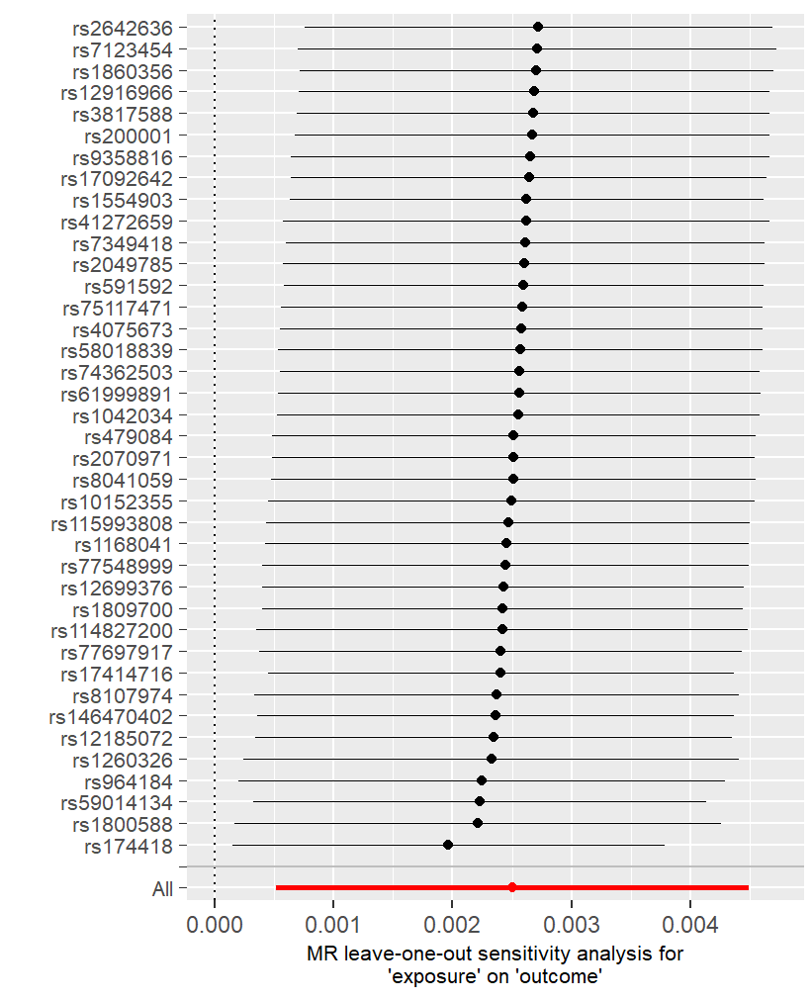 rs2642636
rs7123454
rs1860356
rs12916966
rs3817588
rs200001
rs9358816
rs17092642
rs1554903
rs41272659
rs7349418
rs2049785
rs591592
rs75117471
rs4075673
rs58018839
rs74362503
rs61999891
rs1042034
rs479084
rs2070971
rs8041059
rs10152355
rs115993808
rs1168041
rs77548999
rs12699376
rs1809700
rs114827200
rs77697917
rs17414716
rs8107974
rs146470402
rs12185072
rs1260326
rs964184
rs59014134
rs1800588
rs174418
All
0.000 0.001 0.002 0.003 0.004
MR leave-one-out sensitivity analysis for
'exposure' on 'outcome'